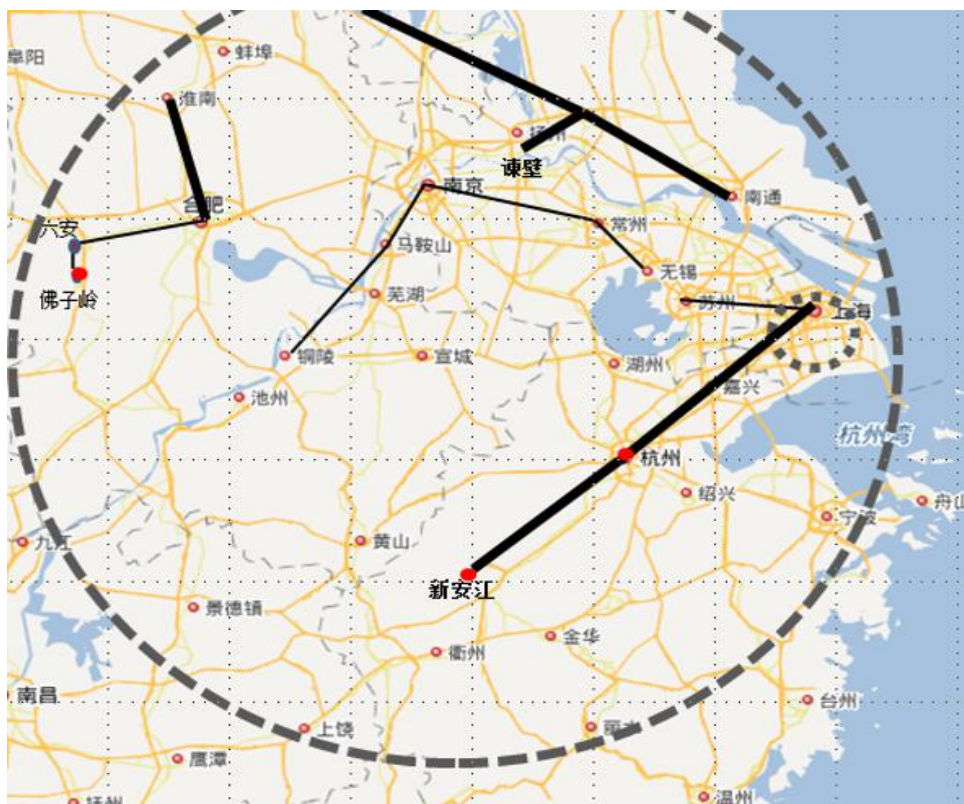 阜阳
蚌埠
淮南
扬州
谏壁
合肥
南京
南通
六安
常州
马鞍山
无锡
佛子岭
芜湖
苏州
上海
铜陵
宣城
湖州
嘉兴
池州
杭州湾
杭州
绍兴
舟山
宁波
九江
黄山
新安江
景德镇
金华
衢州
南昌
台州
上饶
丽水
鹰潭
温州